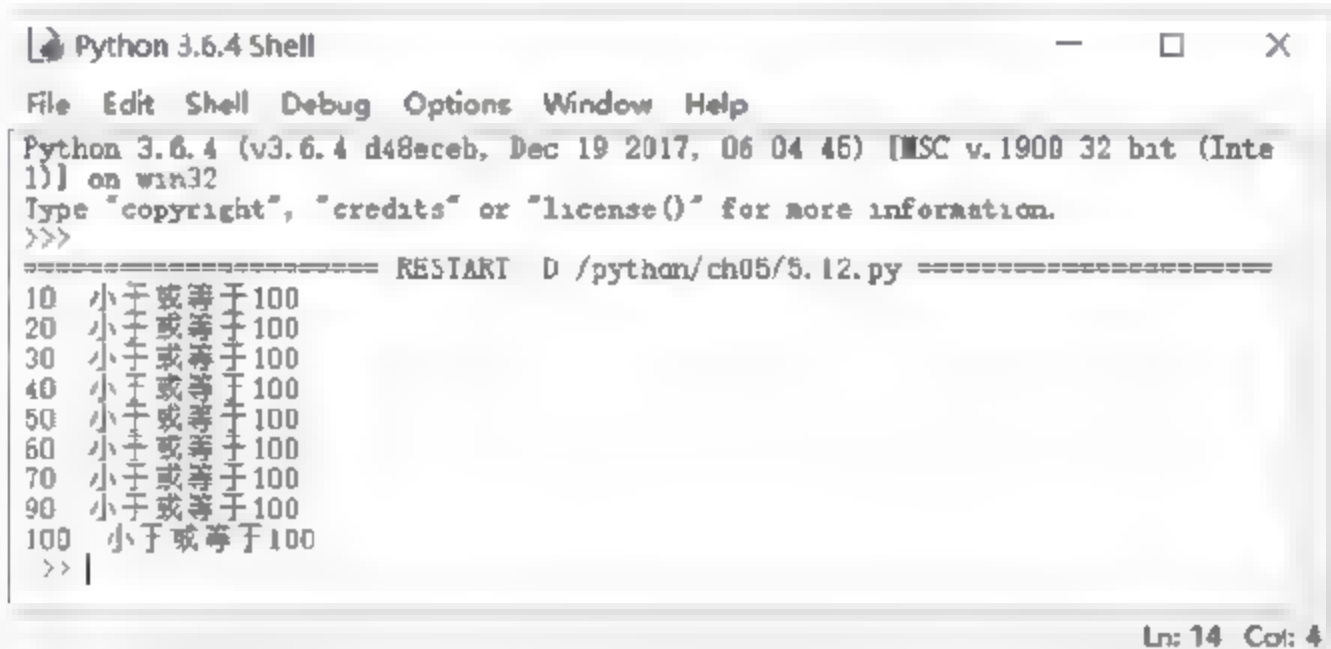 Python 3.6.4 Shell
File Edit Shell Debug Options Window Help
Python 3.6.4 (v3.6.4 d48eceb, Dec 19 2017, 06 04 45) [MSC v.1900 32 bit (Inte
l)] on win32
Type "copyright", "credits" or "license()" for more information.
>>>
====================== RESTART D /python/ch05/5.12.py ======================
10 小于或等于100
20 小于或等于100
30 小于或等于100
40 小于或等于100
50 小于或等于100
60 小于或等于100
70 小于或等于100
90 小于或等于100
100 小于或等于100
>>
Ln: 14 Col: 4